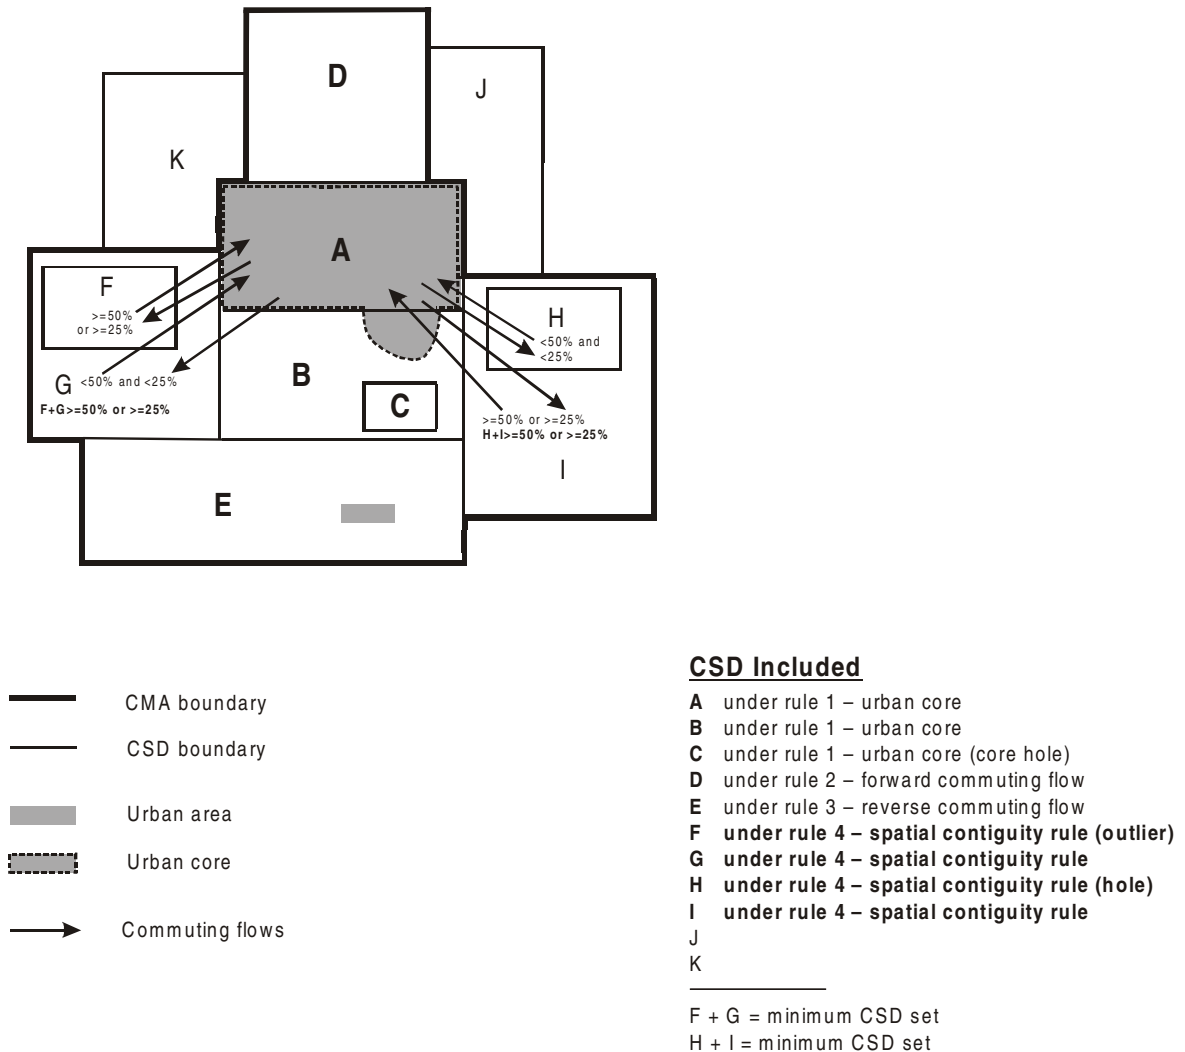 D
J
K
A
F
>=50%
or >=25%
H
<50% and
<25%
G <50% and <25%
B
C
F+G>=50% or >=25%
>=50% or >=25%
H+I>=50% or >=25%
I
E
CMA boundary
CSD boundary
Urban area
Urban core
Commuting flows
CSD Included
A under rule 1 – urban core
B under rule 1 – urban core
C under rule 1 – urban core (core hole)
D under rule 2 – forward commuting flow
E under rule 3 – reverse commuting flow
F under rule 4 – spatial contiguity rule (outlier)
G under rule 4 – spatial contiguity rule
H under rule 4 – spatial contiguity rule (hole)
I under rule 4 – spatial contiguity rule
J
K
F + G = minimum CSD set
H + I = minimum CSD set